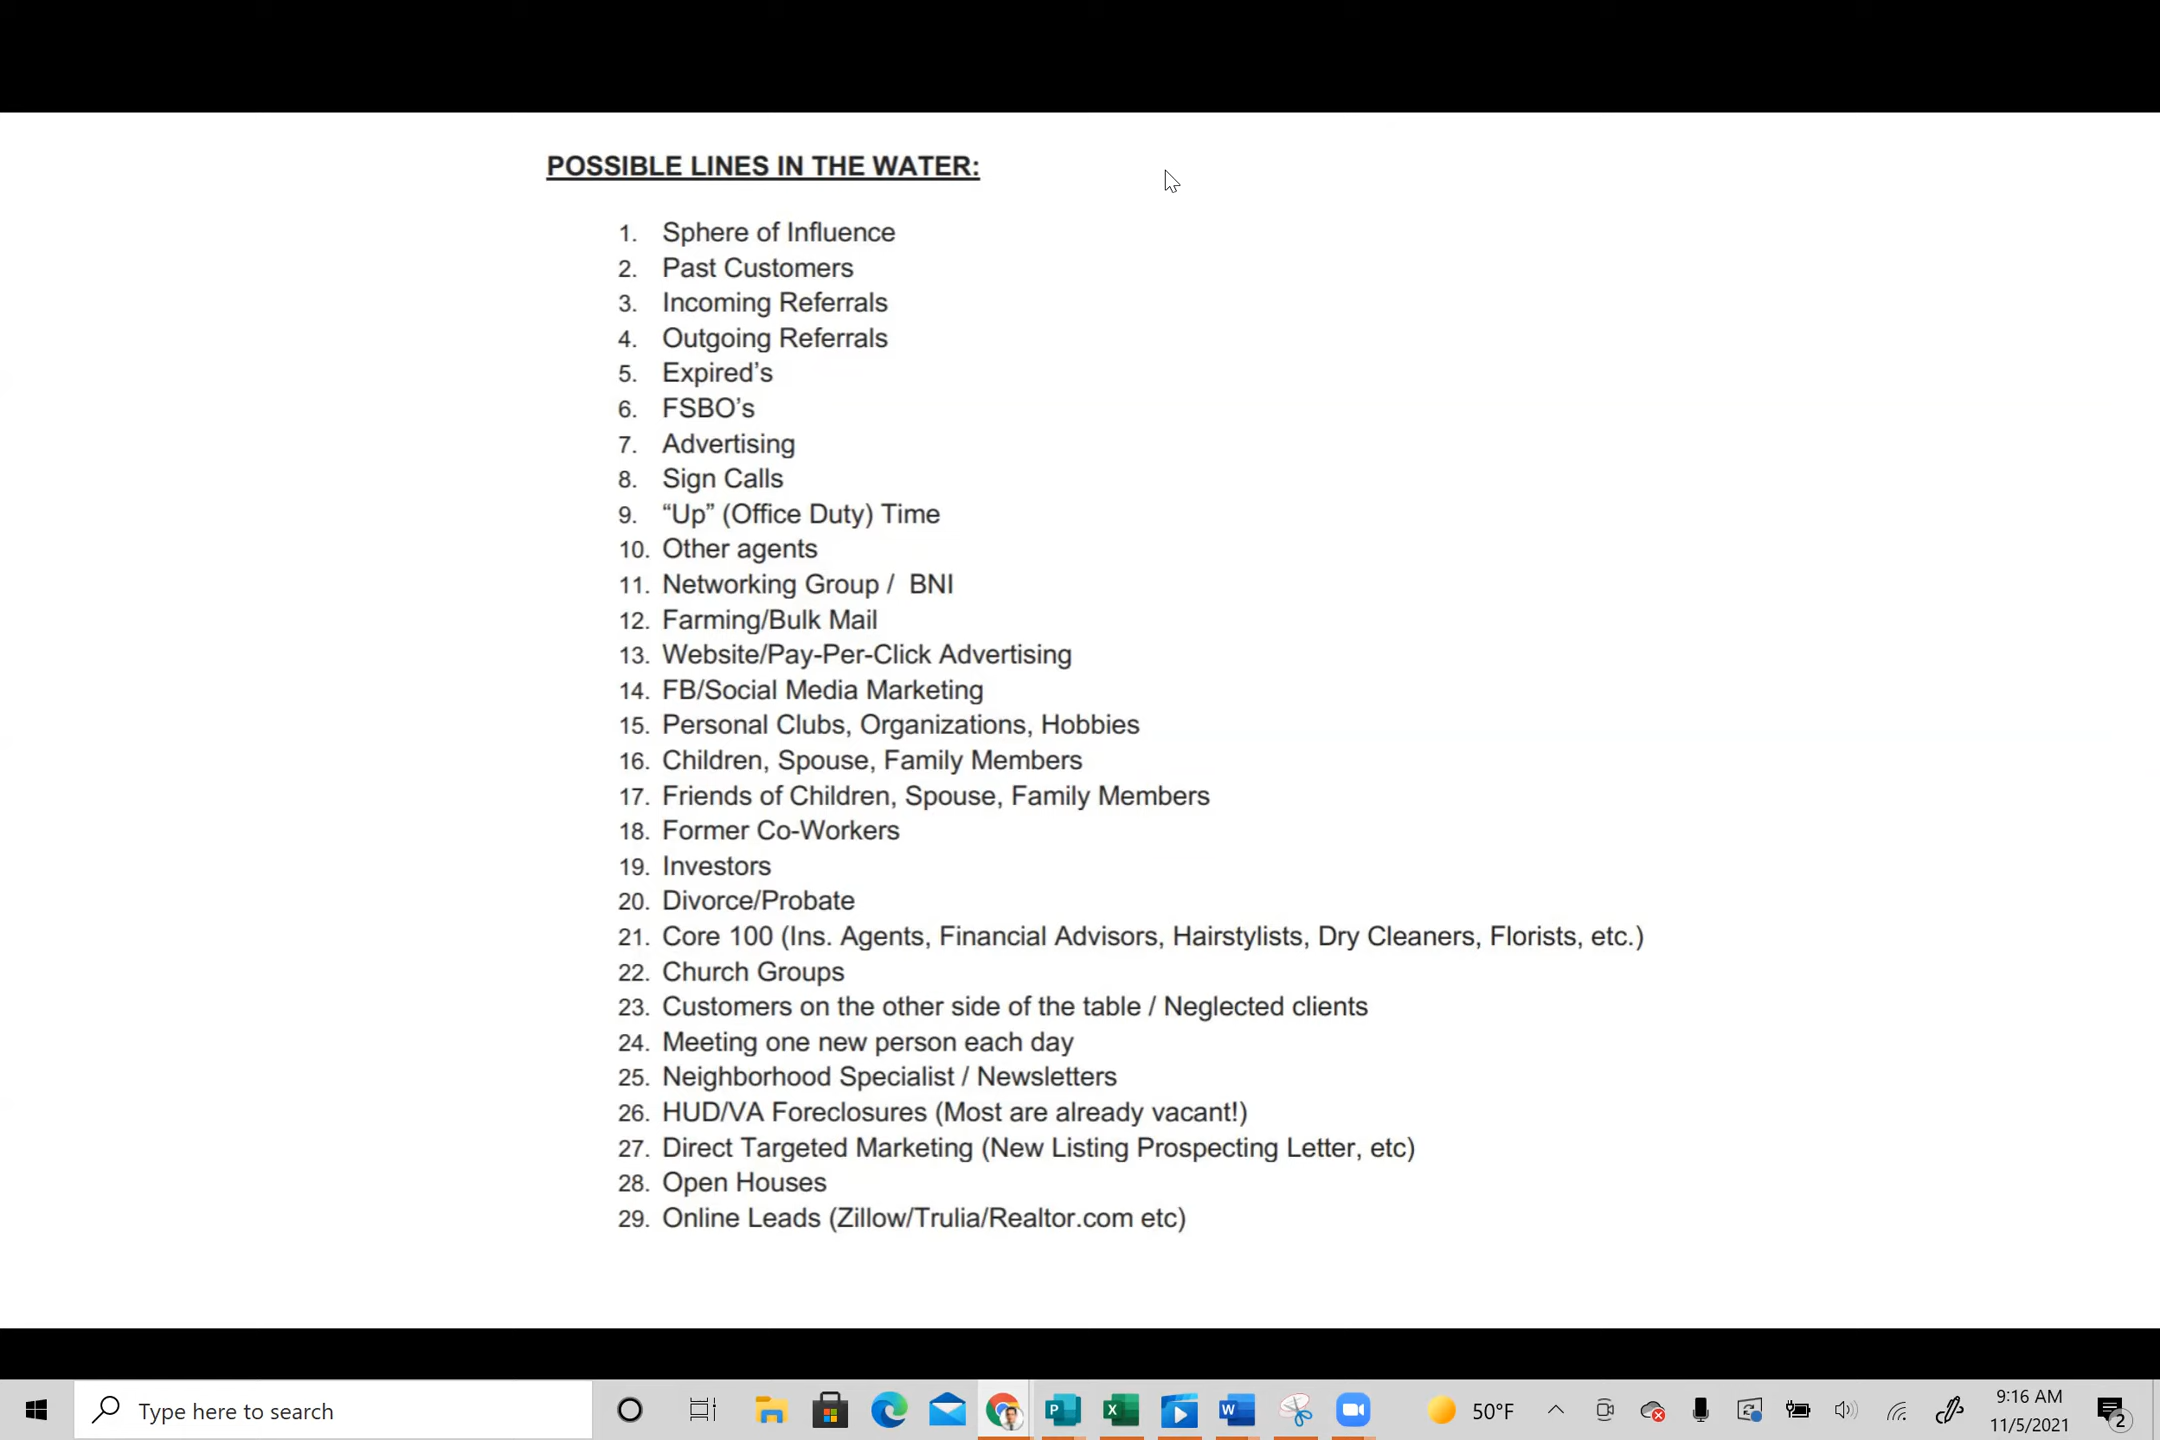 POSSIBLE LINES IN THE WATER:
1. Sphere of Influence
2. Past Customers
3. Incoming Referrals
4. Outgoing Referrals
5. Expired’s
6. FSBO’s
7. Advertising
8. Sign Calls
9. “Up” (Office Duty) Time
10. Other agents
11. Networking Group / BNI
12. Farming/Bulk Mail
13. Website/Pay-Per-Click Advertising
14. FB/Social Media Marketing
15. Personal Clubs, Organizations, Hobbies
16. Children, Spouse, Family Members
17. Friends of Children, Spouse, Family Members
18. Former Co-Workers
19. Investors
20. Divorce/Probate
21. Core 100 (Ins. Agents, Financial Advisors, Hairstylists, Dry Cleaners, Florists, etc.)
22. Church Groups
23. Customers on the other side of the table / Neglected clients
24. Meeting one new person each day
25. Neighborhood Specialist / Newsletters
26. HUD/VA Foreclosures (Most are already vacant!)
27. Direct Targeted Marketing (New Listing Prospecting Letter, etc)
28. Open Houses
29. Online Leads (Zillow/Trulia/Realtor.com etc)
Type here to search
P
X
W
50°F
9:16 AM
11/5/2021
2